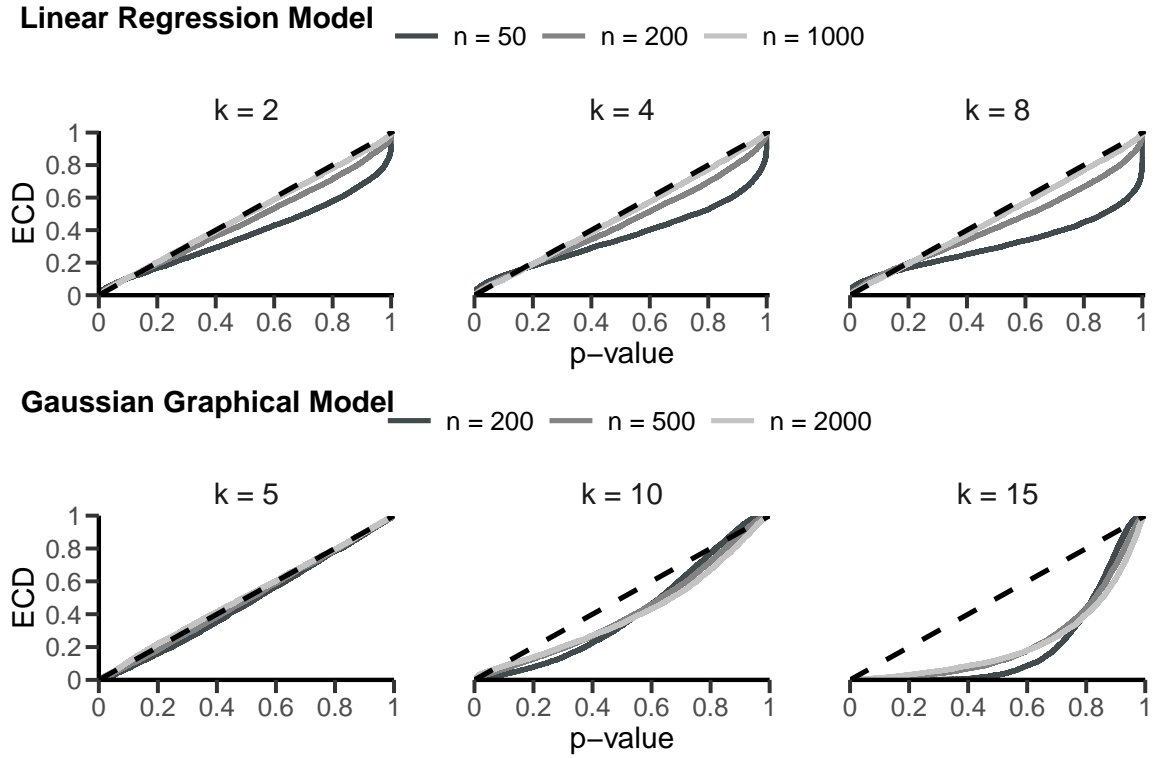 Linear Regression Model
n = 50 n = 200 n = 1000
k = 2 k = 4 k = 8
ECD
1
0.8
0.6
0.4
0.2
0
0 0.2 0.4 0.6 0.8 1 0 0.2 0.4 0.6 0.8 1 0 0.2 0.4 0.6 0.8 1
p−value
Gaussian Graphical Model
n = 200 n = 500 n = 2000
k = 5 k = 10 k = 15
ECD
1
0.8
0.6
0.4
0.2
0
0 0.2 0.4 0.6 0.8 1 0 0.2 0.4 0.6 0.8 1 0 0.2 0.4 0.6 0.8 1
p−value